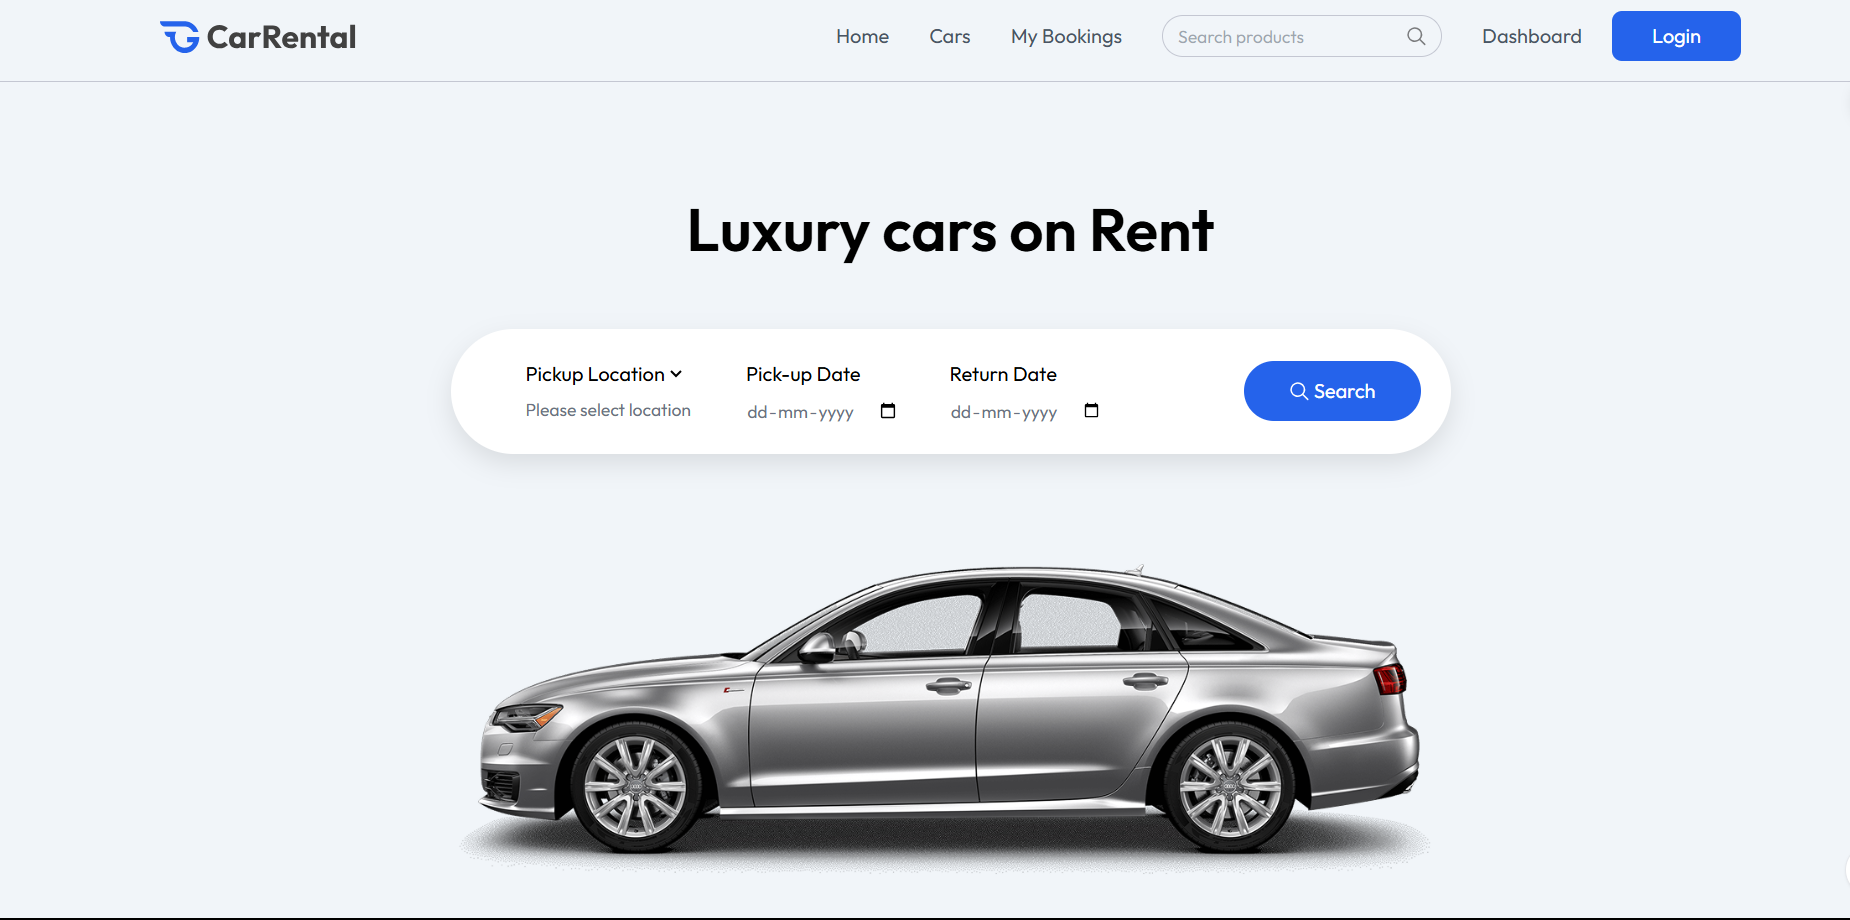 CarRental
Home
Cars
My Bookings
Search products
Dashboard
Login
Luxury cars on Rent
Pickup Location
Please select location
Pick-up Date
dd-mm-yyyy
Return Date
dd-mm-yyyy
Search